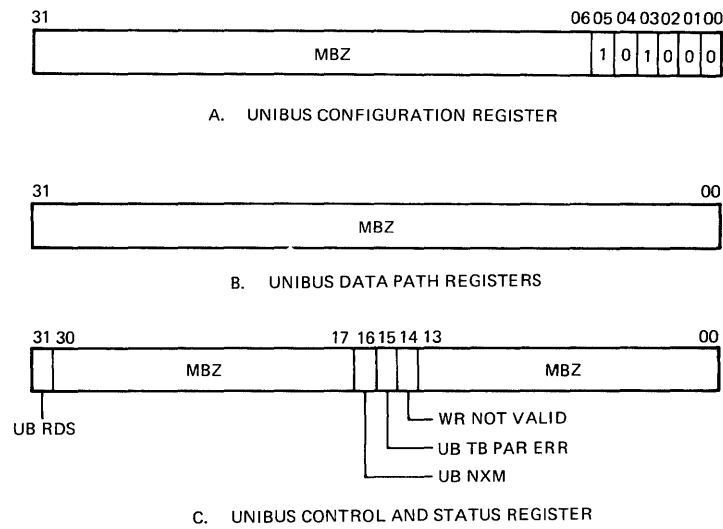 31 06 05 04 03 02 01 00
MBZ 1 0 1 0 0 0
A. UNIBUS CONFIGURATION REGISTER
31 00
MBZ
B. UNIBUS DATA PATH REGISTERS
31 30 17 16 15 14 13 00
MBZ MBZ
WR NOT VALID
UB RDS
UB TB PAR ERR
UB NXM
C. UNIBUS CONTROL AND STATUS REGISTER